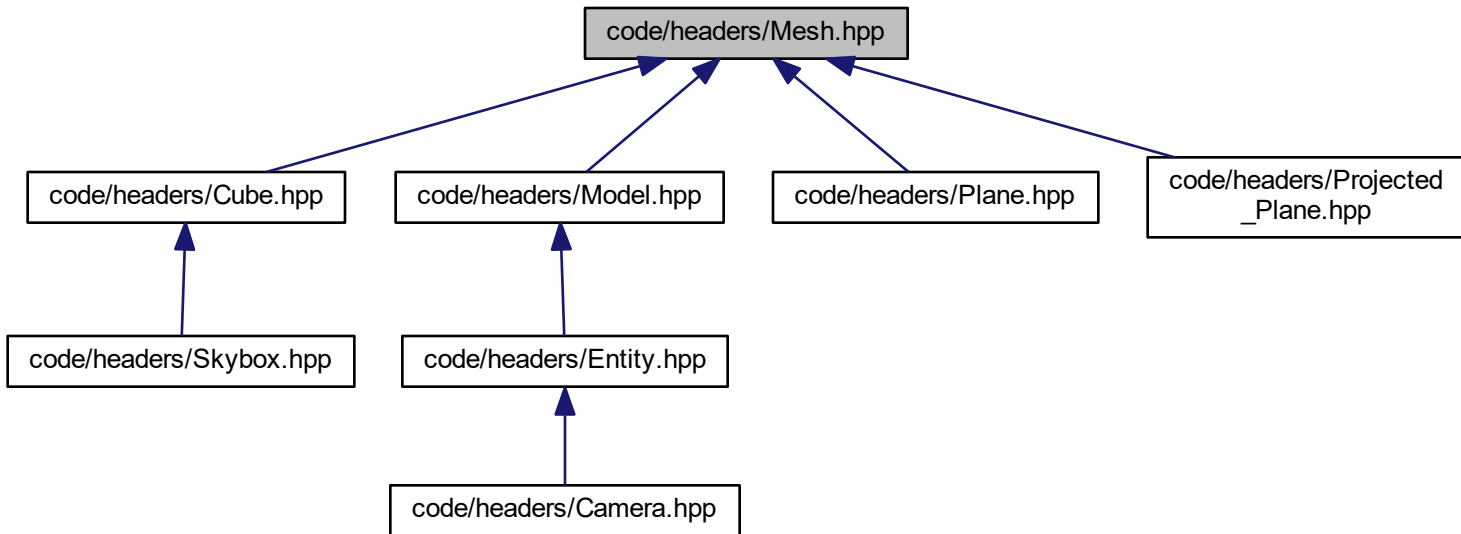 code/headers/Mesh.hpp
code/headers/Cube.hpp
code/headers/Model.hpp
code/headers/Plane.hpp
code/headers/Projected
_Plane.hpp
code/headers/Skybox.hpp
code/headers/Entity.hpp
code/headers/Camera.hpp